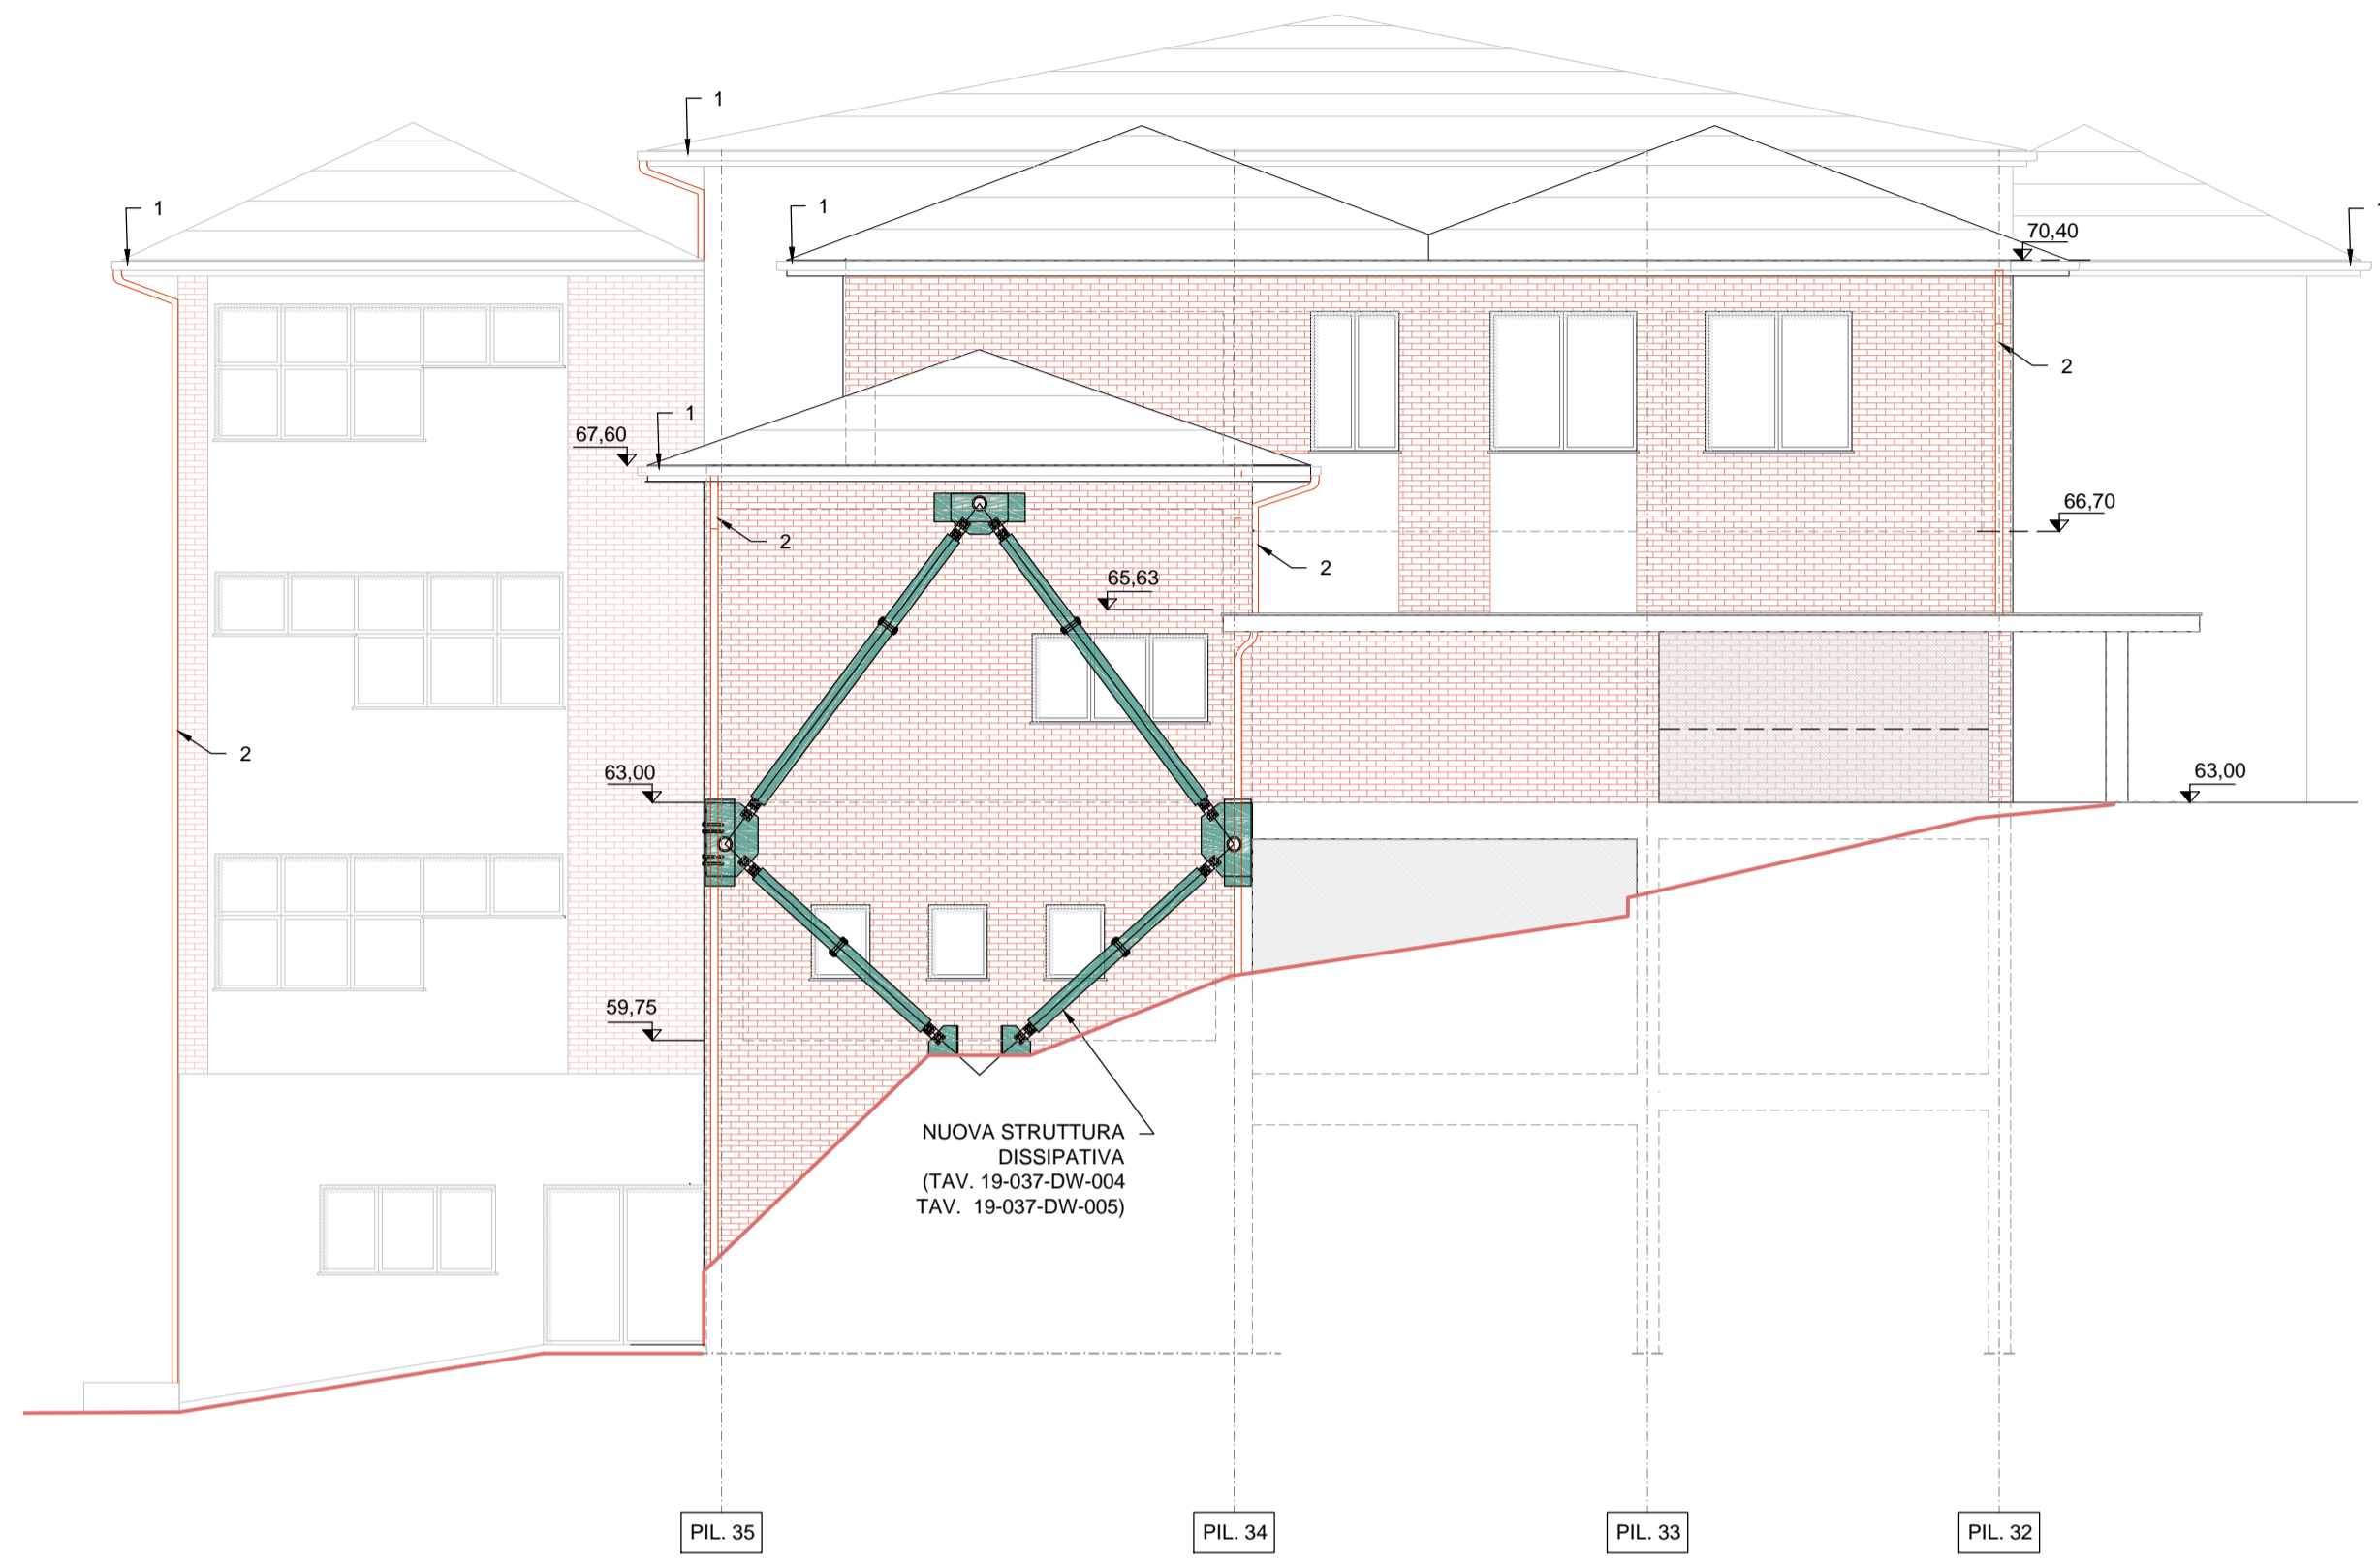 1
1
1
1
70,40
2
1
67,60
66,70
2
65,63
2
2
63,00
63,00
59,75
NUOVA STRUTTURA
DISSIPATIVA
(TAV. 19-037-DW-004
TAV. 19-037-DW-005)
PIL. 35
PIL. 34
PIL. 33
PIL. 32